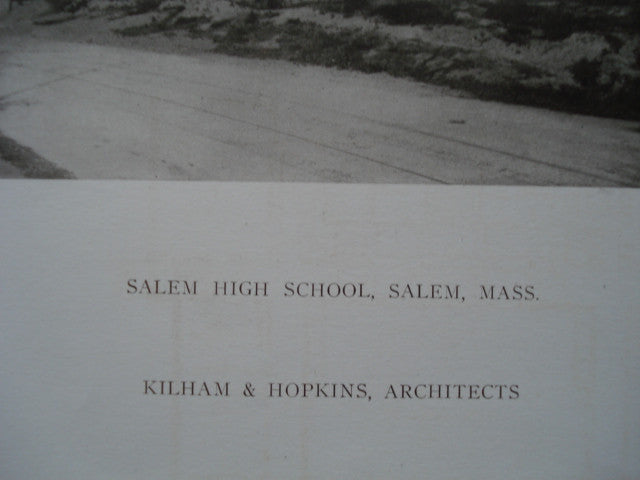 SALEM HIGH SCHOOL, SALEM, MASS.
KILHAM & HOPKINS, ARCHITECTS